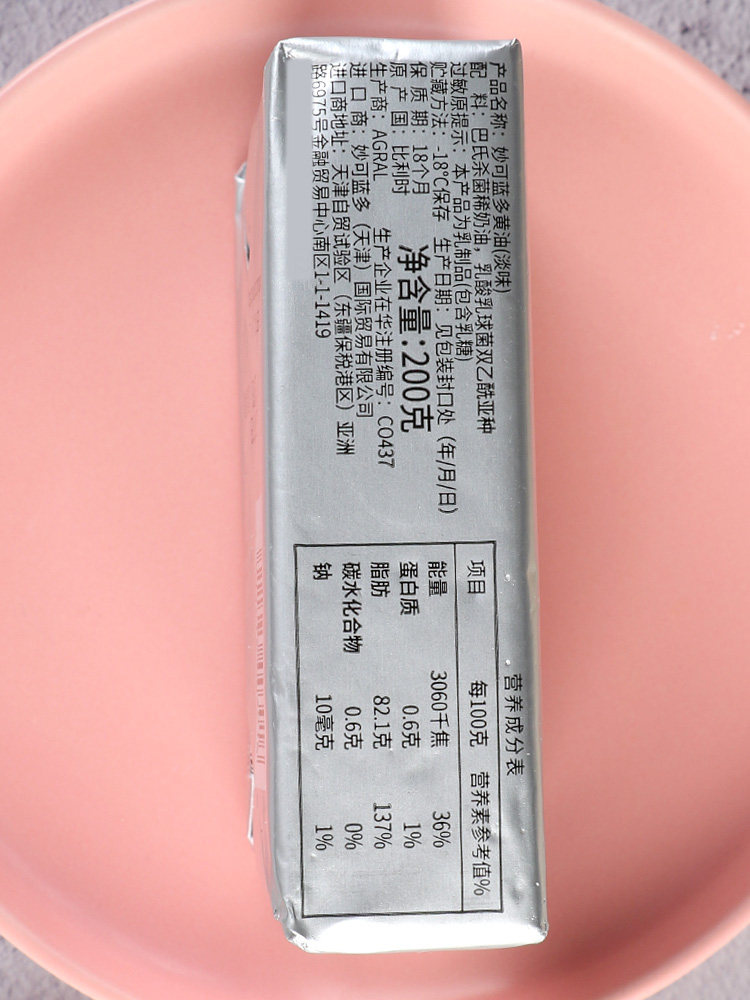 产品名称：妙可蓝多黄油(淡味)
配 料：巴氏杀菌稀奶油，乳酸乳球菌双乙酰亚种
过敏原提示：本产品为乳制品(包含乳糖)
贮藏方法：-18℃保存 生产日期：见包装封口处（年/月/日）
保 质 期：18个月
净含量:200克
原 产 国：比利时
生产商：AGRAL 生产企业在华注册编号：CO437
进 口 商：妙可蓝多（天津）国际贸易有限公司
进口商地址：天津自贸试验区（东疆保税港区）亚洲
路6975号金融贸易中心南区1-1-1419
营养成分表
项目 每100克 营养素参考值%
能量 3060千焦 36%
蛋白质 0.6克 1%
脂肪 82.1克 137%
碳水化合物 0.6克 0%
钠 10毫克 1%